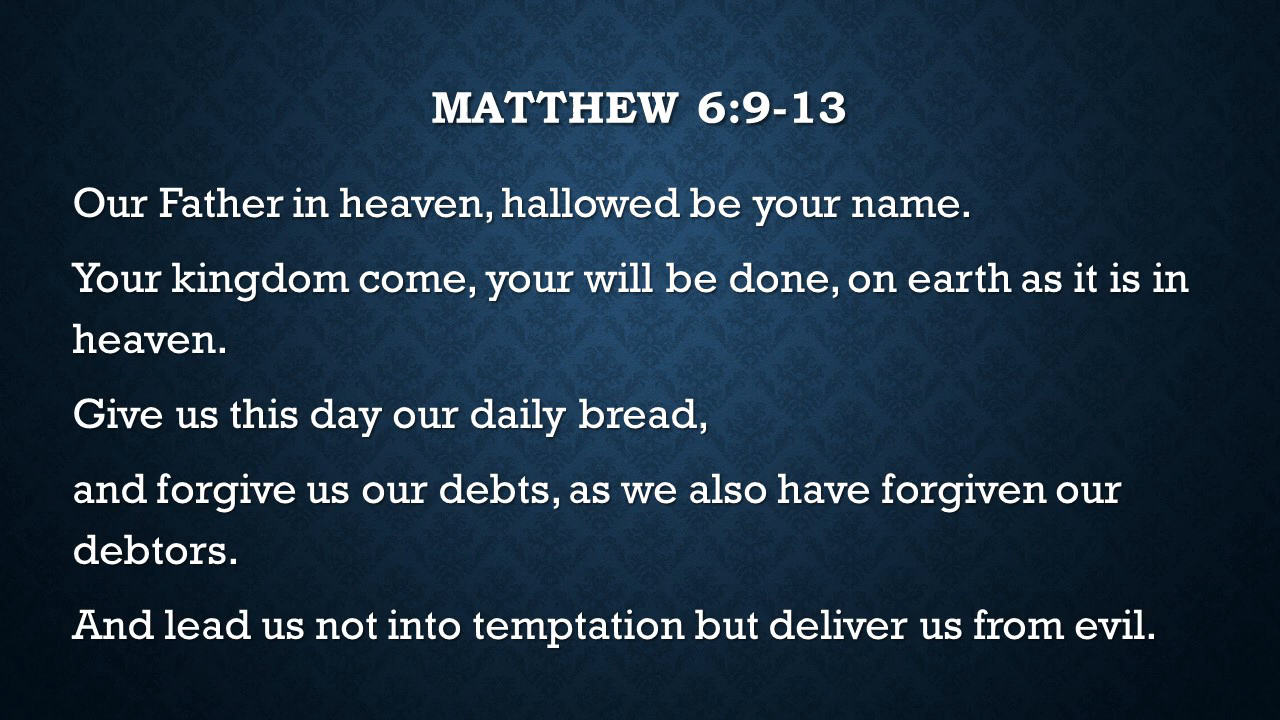 MATTHEW 6:9-13
Our Father in heaven, hallowed be your name.
Your kingdom come, your will be done, on earth as it is in
heaven.
Give us this day our daily bread,
and forgive us our debts, as we also have forgiven our
debtors.
And lead us not into temptation but deliver us from evil.